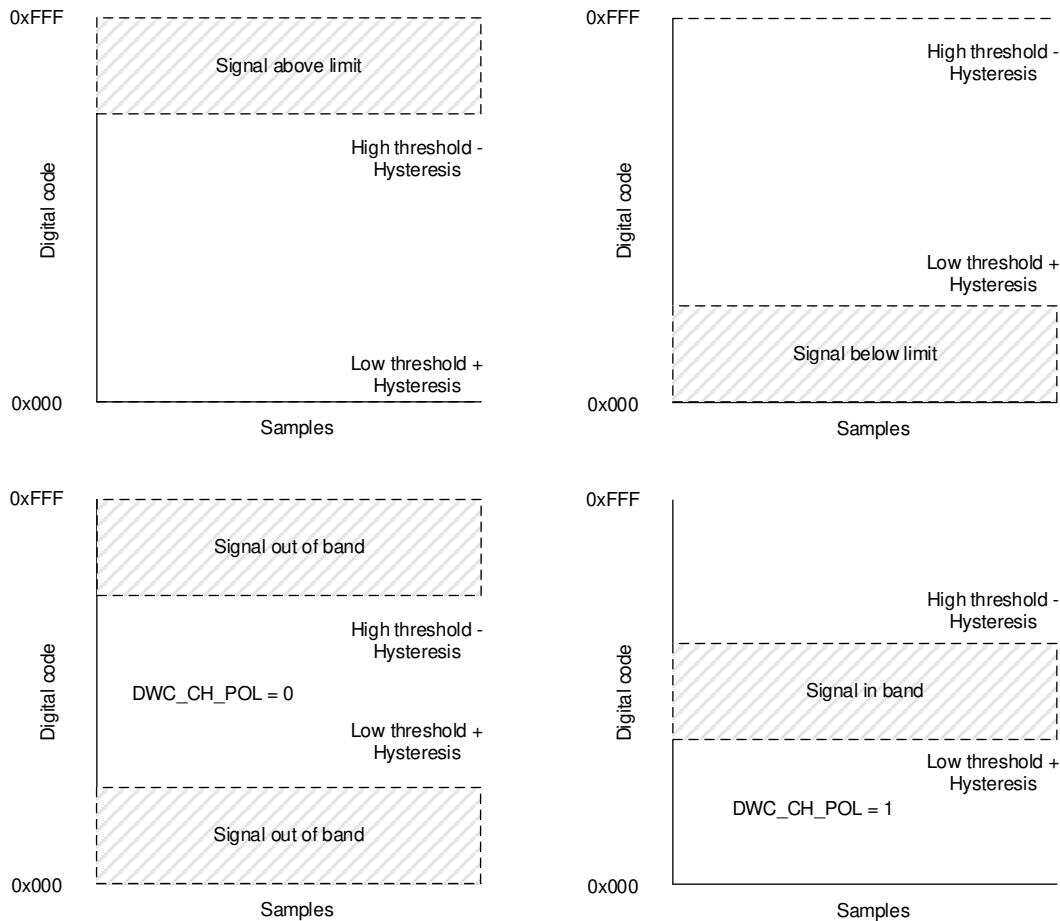 0xFFF
Signal above limit
High threshold -
Hysteresis
Digital code
Low threshold +
Hysteresis
0x000
Samples
High threshold -
Hysteresis
Digital code
Low threshold +
Hysteresis
Signal below limit
0x000
Samples
0xFFF
Signal out of band
High threshold -
Hysteresis
Digital code
DWC_CH_POL = 0
Low threshold +
Hysteresis
Signal out of band
0x000
Samples
0xFFF
High threshold -
Hysteresis
Digital code
Signal in band
Low threshold +
Hysteresis
DWC_CH_POL = 1
0x000
Samples
0xFFF